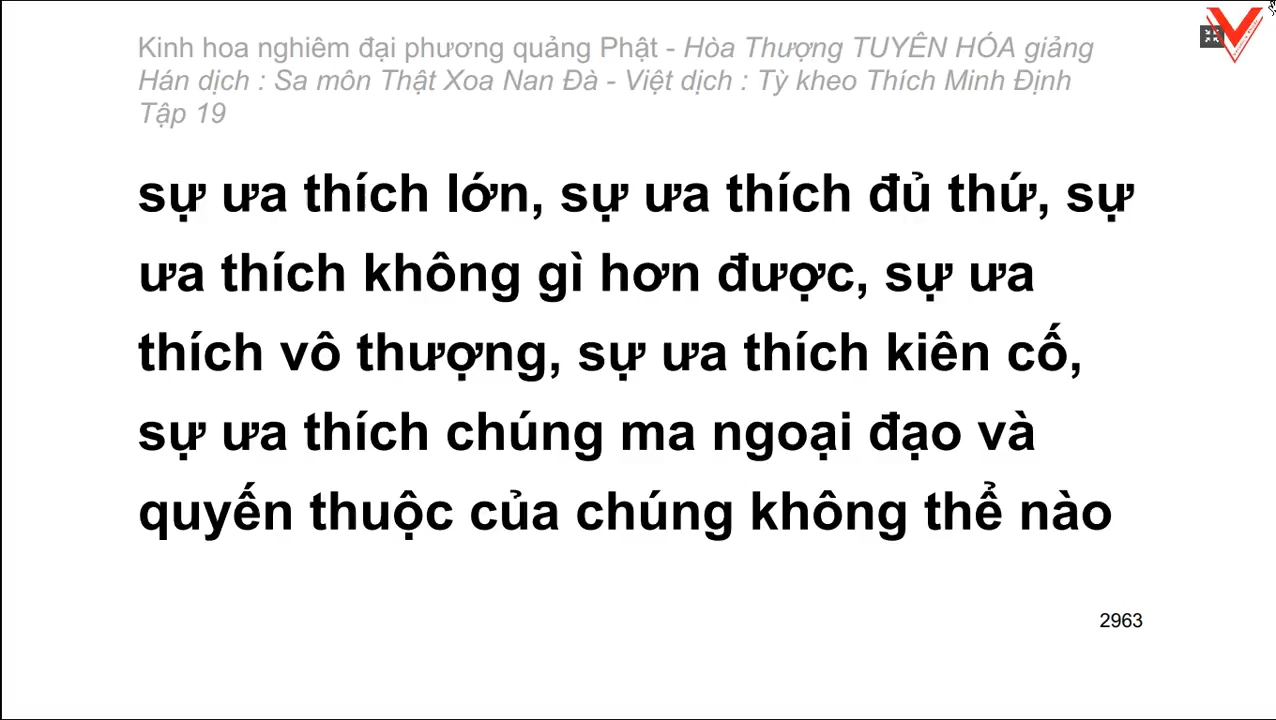 Kinh hoa nghiêm đại phương quảng Phật - Hòa Thượng TUYÊN HÓA giảng
Hán dịch : Sa môn Thật Xoa Nan Đà - Việt dịch : Tỳ kheo Thích Minh Định
Tập 19
sự ưa thích lớn, sự ưa thích đủ thứ, sự
ưa thích không gì hơn được, sự ưa
thích vô thượng, sự ưa thích kiên cố,
sự ưa thích chúng ma ngoại đạo và
quyến thuộc của chúng không thể nào
2963